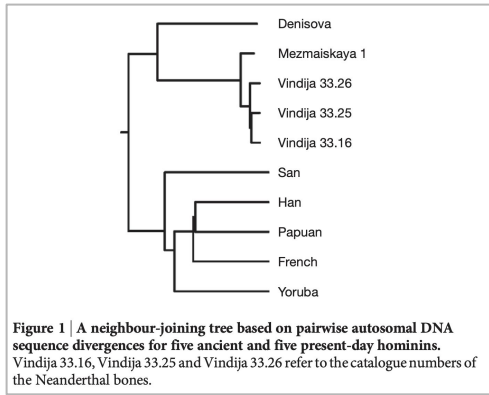 Denisova
Mezmaiskaya 1
Vindija 33.26
Vindija 33.25
Vindija 33.16
San
Han
Papuan
French
Yoruba
Figure 1 | A neighbour-joining tree based on pairwise autosomal DNA
sequence divergences for five ancient and five present-day hominins.
Vindija 33.16, Vindija 33.25 and Vindija 33.26 refer to the catalogue numbers of
the Neanderthal bones.